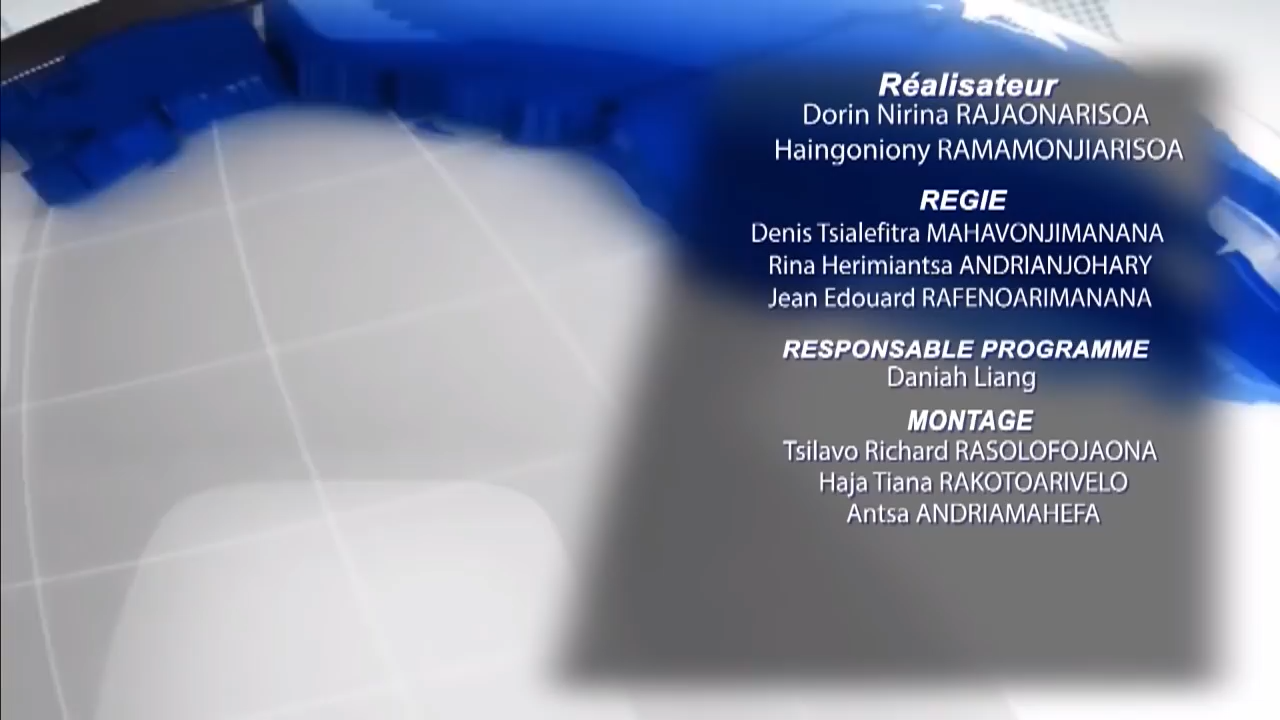 Réalisateur
Dorin Nirina RAJAONARISOA
Haingoniony RAMAMONJIARISOA
REGIE
Denis Tsialefitra MAHAVONJIMANANA
Rina Herimiantsa ANDRIANJOHARY
Jean Edouard RAFENOARIMANANA
RESPONSABLE PROGRAMME
Daniah Liang
MONTAGE
Tsilavo Richard RASOLOFOJAONA
Haja Tiana RAKOTOARIVELO
Antsa ANDRIAMAHEFA